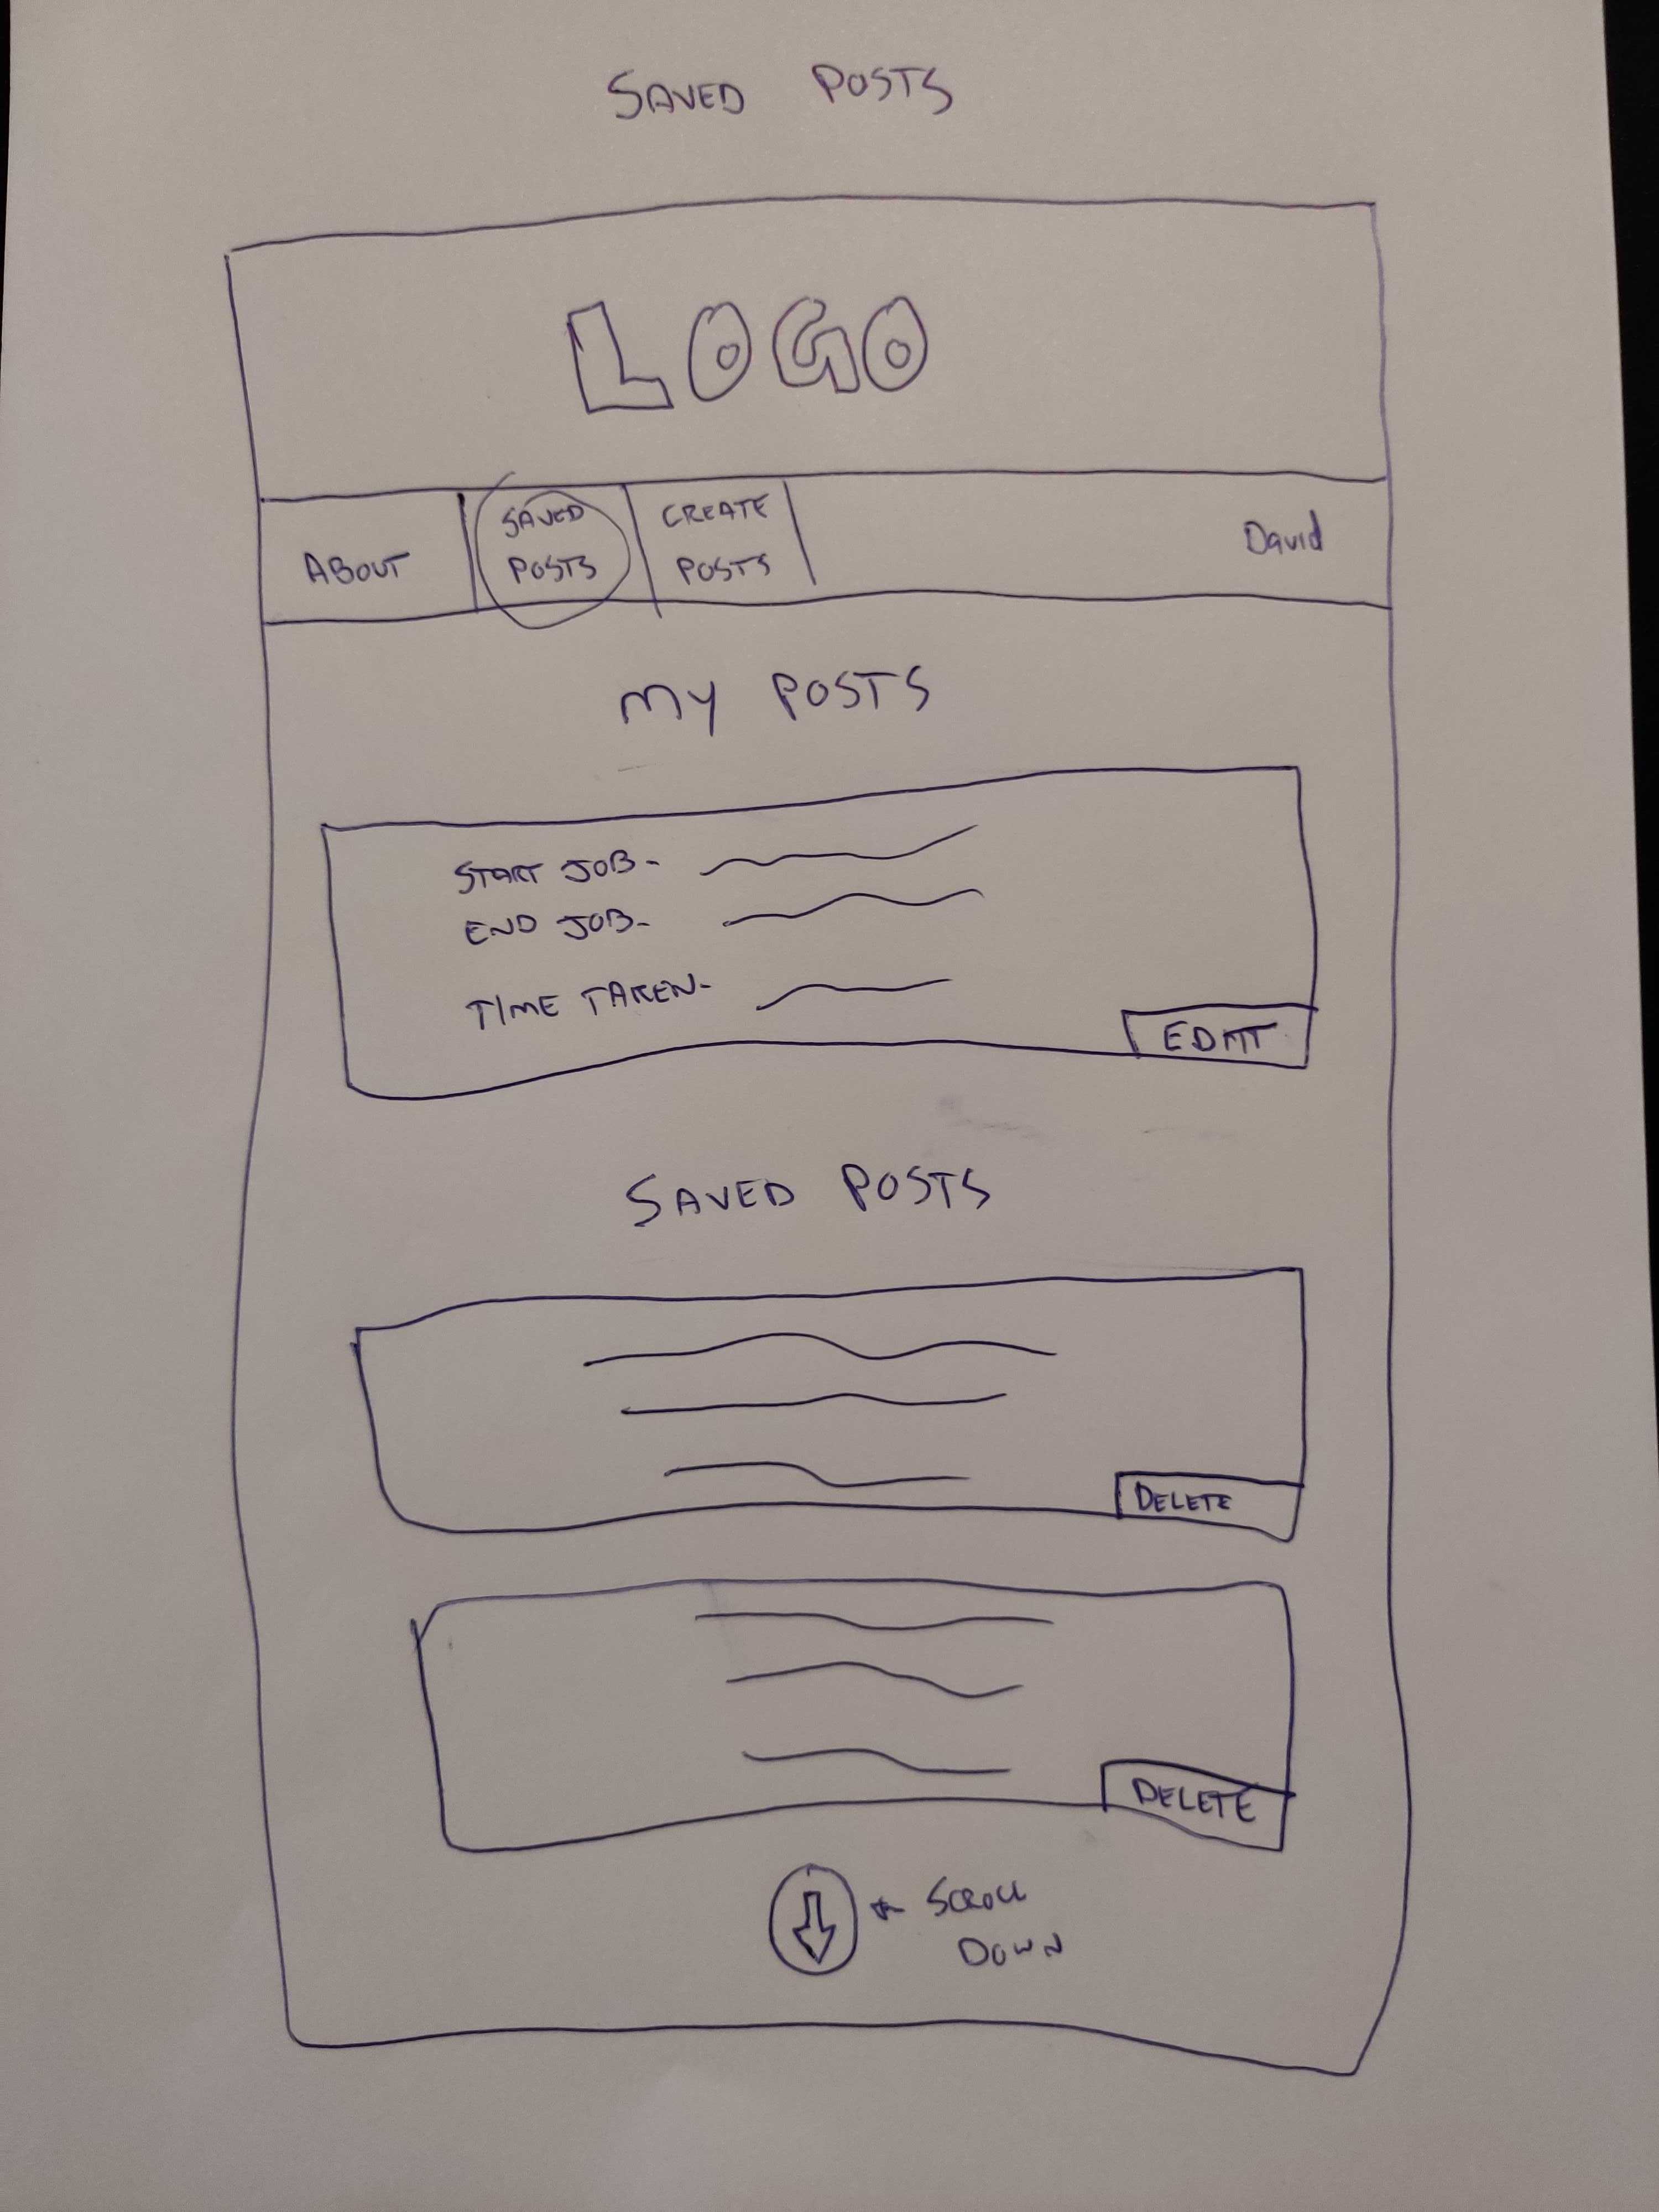 SAVED POSTS
LOGO
ABOUT
SAVED
POSTS
CREATE
POSTS
David
MY POSTS
START JOB-
END JOB-
TIME TAKEN-
EDIT
SAVED POSTS
DELETE
DELETE
SCROLL
DOWN